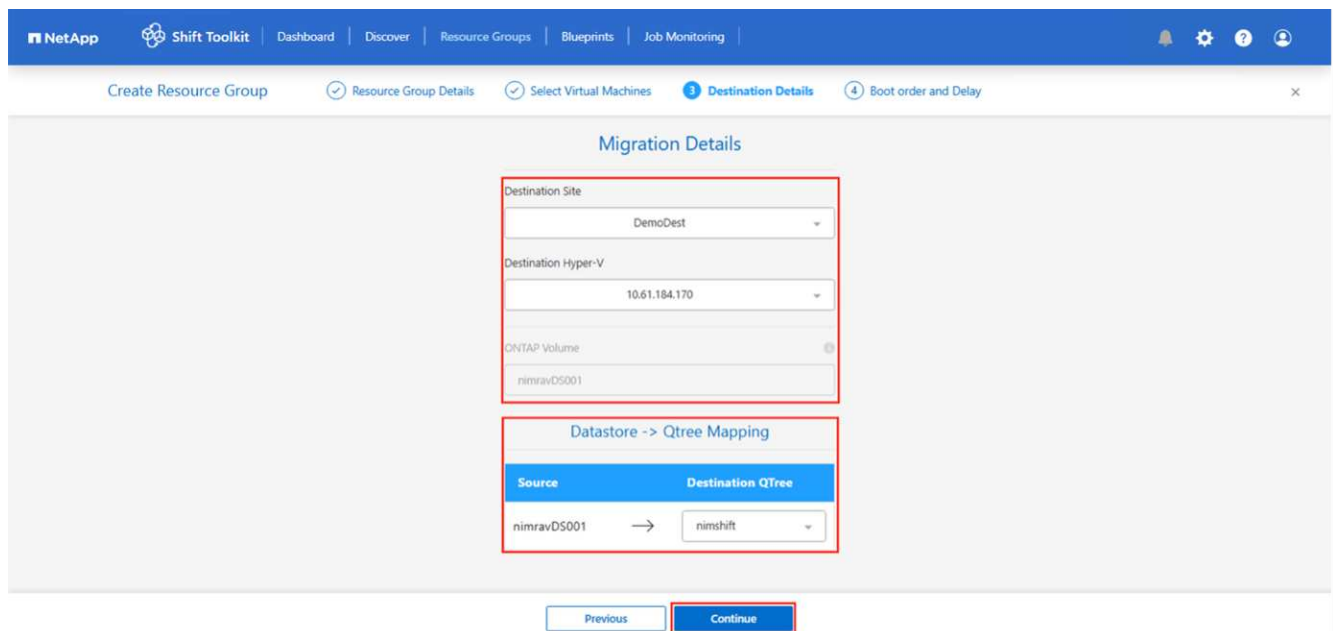 NetApp Shift Toolkit Dashboard Discover Resource Groups Blueprints Job Monitoring
Create Resource Group Resource Group Details Select Virtual Machines 3 Destination Details 4 Boot order and Delay
Migration Details
Destination Site
DemoDest
Destination Hyper-V
10.61.184.170
ONTAP Volume
nimravDS001
Datastore -> Qtree Mapping
Source Destination QTree
nimravDS001 nimshift
Previous Continue